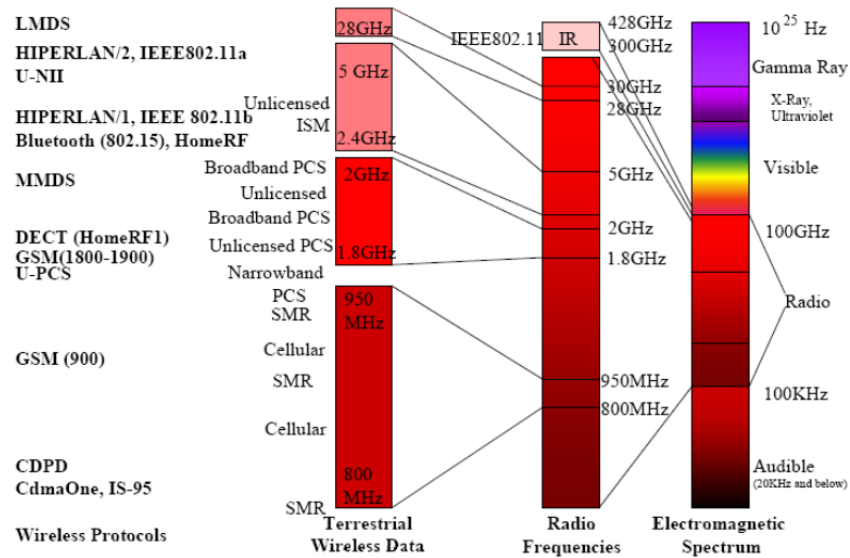 LMDS
HIPERLAN/2, IEEE802.11a
U-NII
HIPERLAN/1, IEEE 802.11b
Bluetooth (802.15), HomeRF
MMDS
DECT (HomeRF1)
GSM(1800-1900)
U-PCS
GSM (900)
CDPD
CdmaOne, IS-95
Wireless Protocols
Unlicensed
ISM
Broadband PCS
Unlicensed
Broadband PCS
Unlicensed PCS
Narrowband
PCS
SMR
Cellular
SMR
Cellular
SMR
28GHz
5 GHz
2.4GHz
2GHz
1.8GHz
950
MHz
800
MHz
Terrestrial
Wireless Data
IEEE802.11
IR
428GHz
300GHz
30GHz
28GHz
5GHz
2GHz
1.8GHz
950MHz
800MHz
Radio
Frequencies
10²⁵ Hz
Gamma Ray
X-Ray,
Ultraviolet
Visible
100GHz
Radio
100KHz
Audible
(20KHz and below)
Electromagnetic
Spectrum